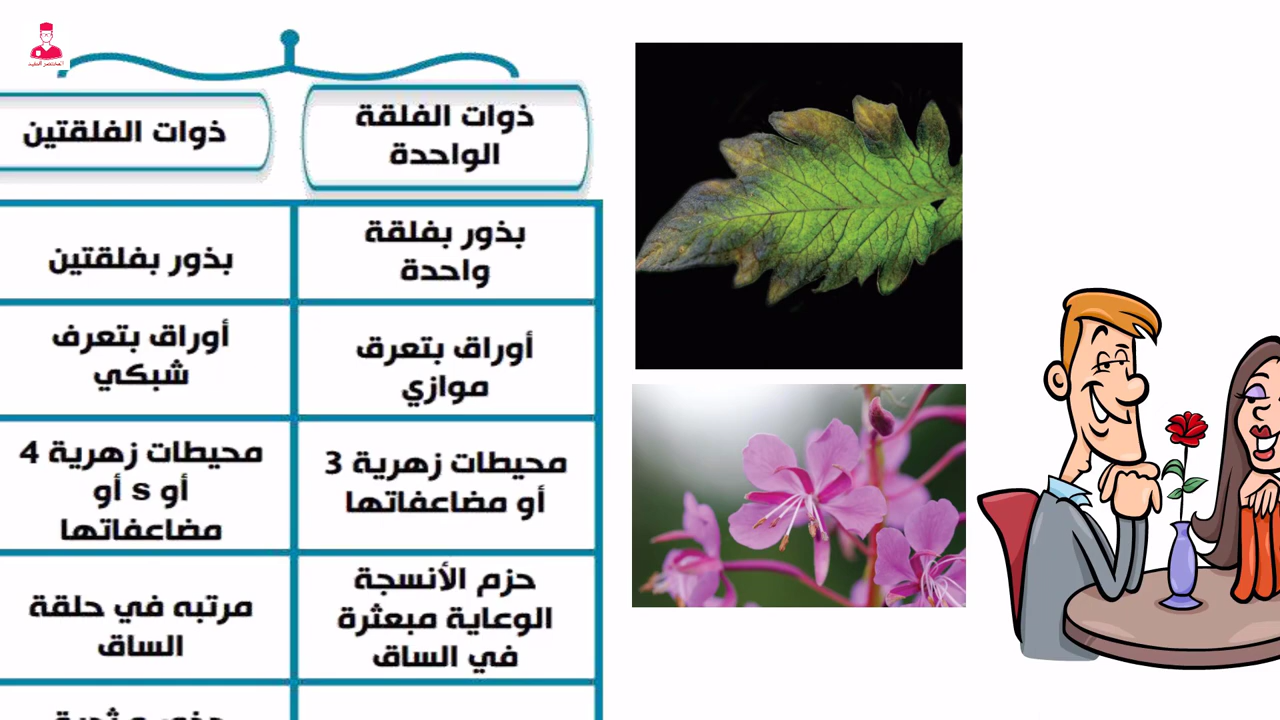 ذوات الفلقة
الواحدة
ذوات الفلقتين
بذور بفلقة
واحدة
بذور بفلقتين
أوراق بتعرق
موازي
أوراق بتعرف
شبكي
محيطات زهرية 3
أو مضاعفاتها
محيطات زهرية 4
أو s أو
مضاعفاتها
حزم الأنسجة
الوعاية مبعثرة
في الساق
مرتبه في حلقة
الساق